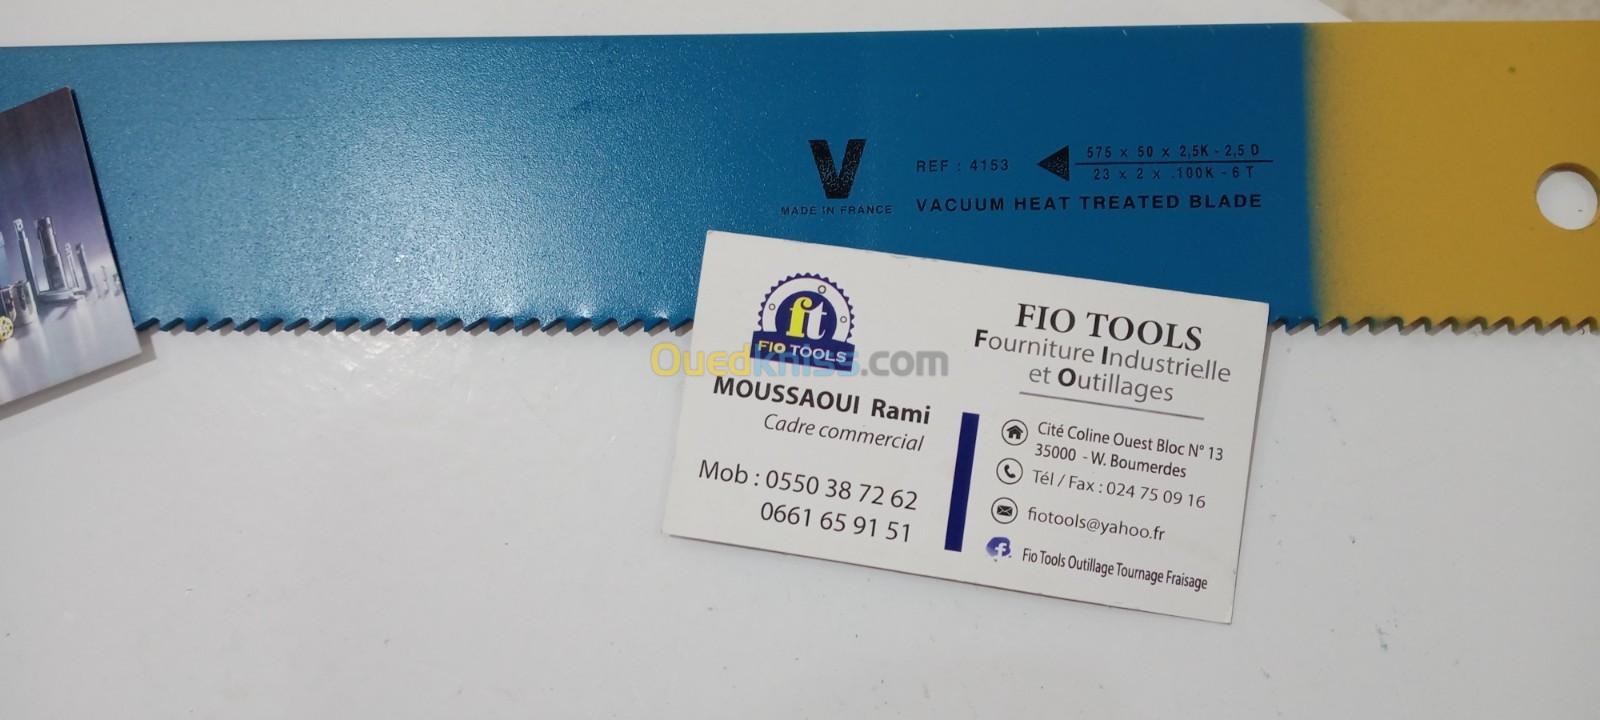 V
MADE IN FRANCE
REF : 4153
575 x 50 x 2,5K - 2,5 D
23 x 2 x .100K - 6 T
VACUUM HEAT TREATED BLADE
fit
FIO TOOLS
MOUSSAOUI Rami
Cadre commercial
Mob : 0550 38 72 62
0661 65 91 51
FIO TOOLS
Fourniture Industrielle
et Outillages
Cité Coline Ouest Bloc N° 13
35000 - W. Boumerdes
Tél / Fax : 024 75 09 16
fiotools@yahoo.fr
f
Fio Tools Outillage Tournage Fraisage
Ouedkniss.com